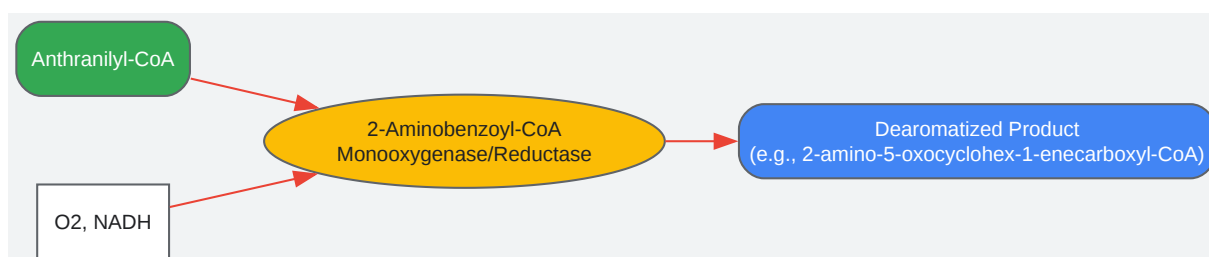 Anthranilyl-CoA
2-Aminobenzoyl-CoA
Monooxygenase/Reductase
Dearomatized Product
(e.g., 2-amino-5-oxocyclohex-1-enecarboxyl-CoA)
O2, NADH